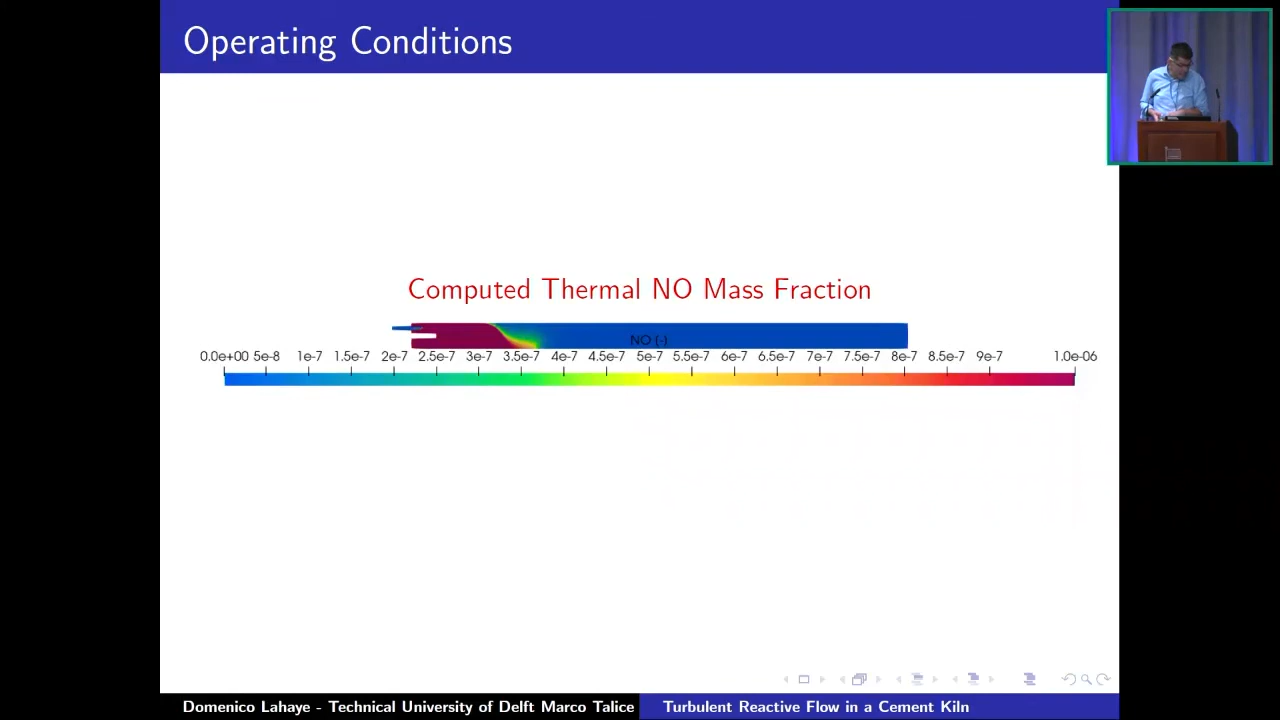 Operating Conditions
Computed Thermal NO Mass Fraction
NO (-)
0.0e+00 5e-8 1e-7 1.5e-7 2e-7 2.5e-7 3e-7 3.5e-7 4e-7 4.5e-7 5e-7 5.5e-7 6e-7 6.5e-7 7e-7 7.5e-7 8e-7 8.5e-7 9e-7 1.0e-06
Domenico Lahaye - Technical University of Delft Marco Talice Turbulent Reactive Flow in a Cement Kiln